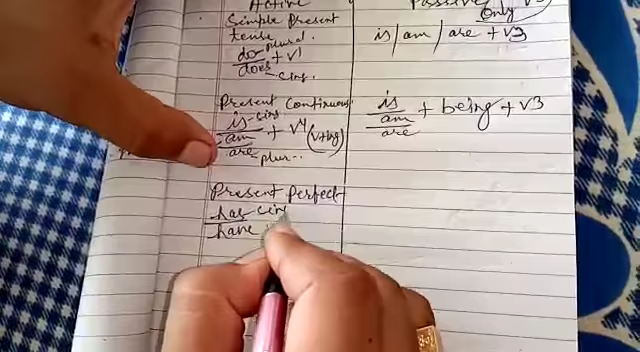 Active Passive V3
Only
Simple Present
tense
do plural + V1
does sing.
is/am/are + V3
Present Continuous
is sing
am + V4 (V+ing)
are plur..
is
am + being + V3
are
Present perfect
has sin
have